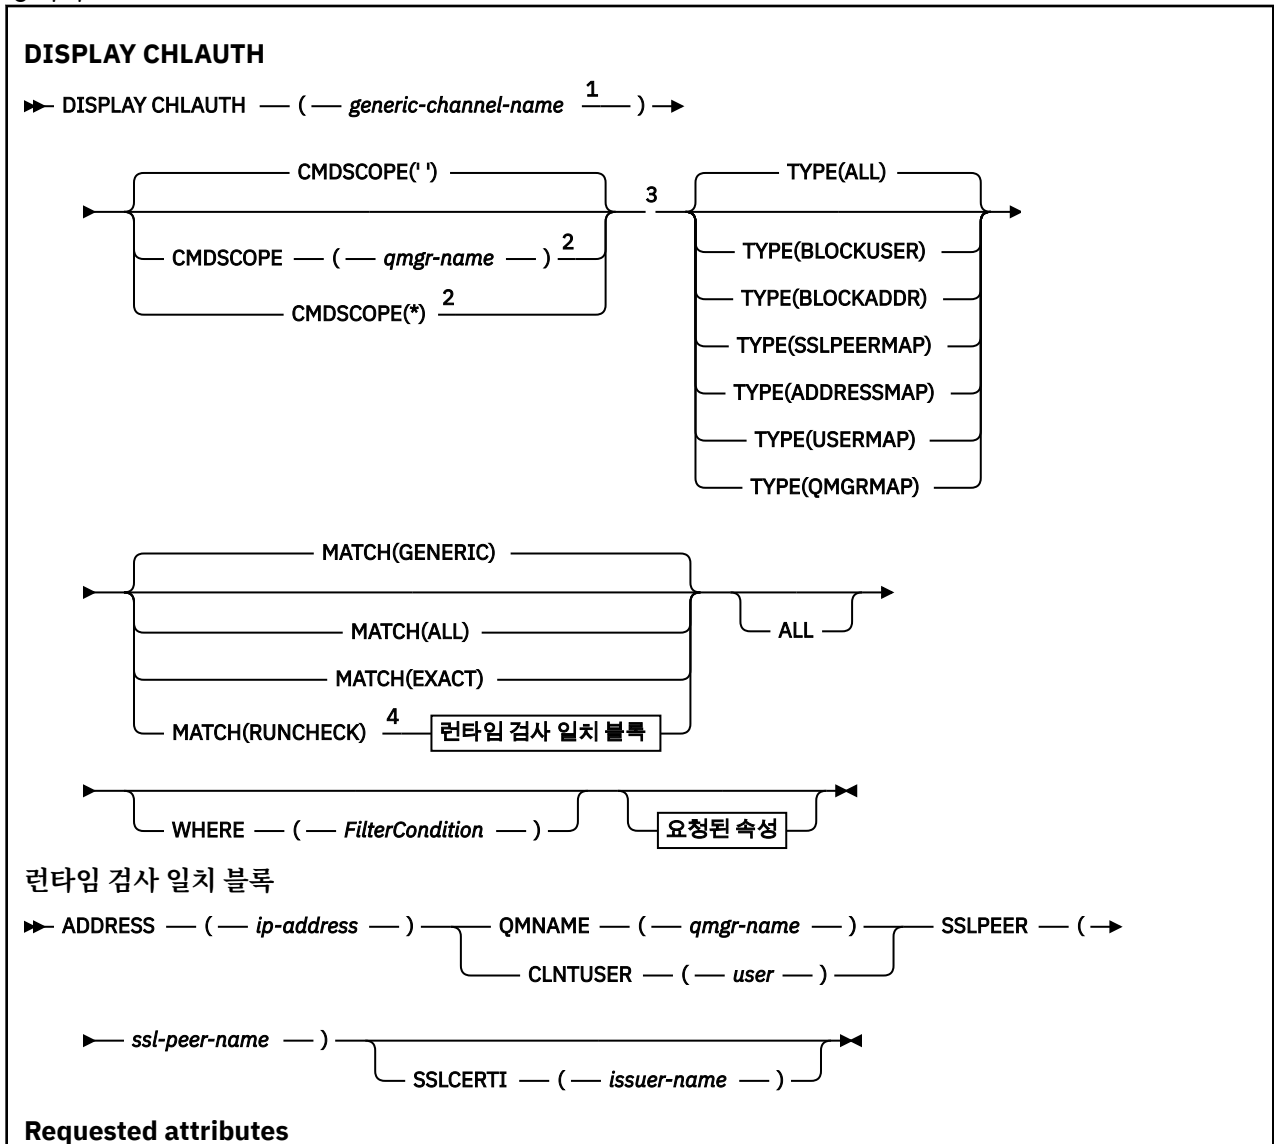 DISPLAY CHLAUTH
DISPLAY CHLAUTH ( generic-channel-name 1 )
CMDSCOPE(' ')
CMDSCOPE ( qmgr-name ) 2
CMDSCOPE(*) 2
3
TYPE(ALL)
TYPE(BLOCKUSER)
TYPE(BLOCKADDR)
TYPE(SSLPEERMAP)
TYPE(ADDRESSMAP)
TYPE(USERMAP)
TYPE(QMGRMAP)
MATCH(GENERIC)
MATCH(ALL)
MATCH(EXACT)
MATCH(RUNCHECK) 4 런타임 검사 일치 블록
ALL
WHERE ( FilterCondition )
요청된 속성
런타임 검사 일치 블록
ADDRESS ( ip-address ) QMNAME ( qmgr-name ) SSLPEER (
CLNTUSER ( user )
ssl-peer-name )
SSLCERTI ( issuer-name )
Requested attributes